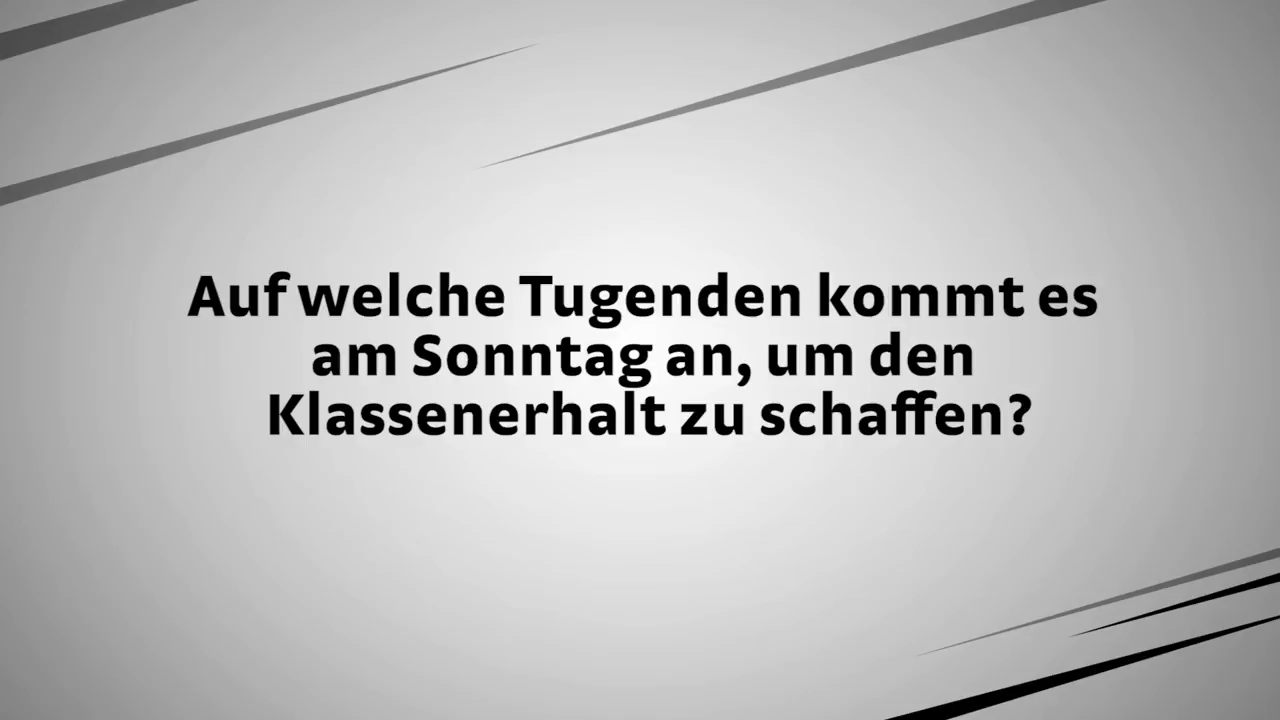 Auf welche Tugenden kommt es
am Sonntag an, um den
Klassenerhalt zu schaffen?